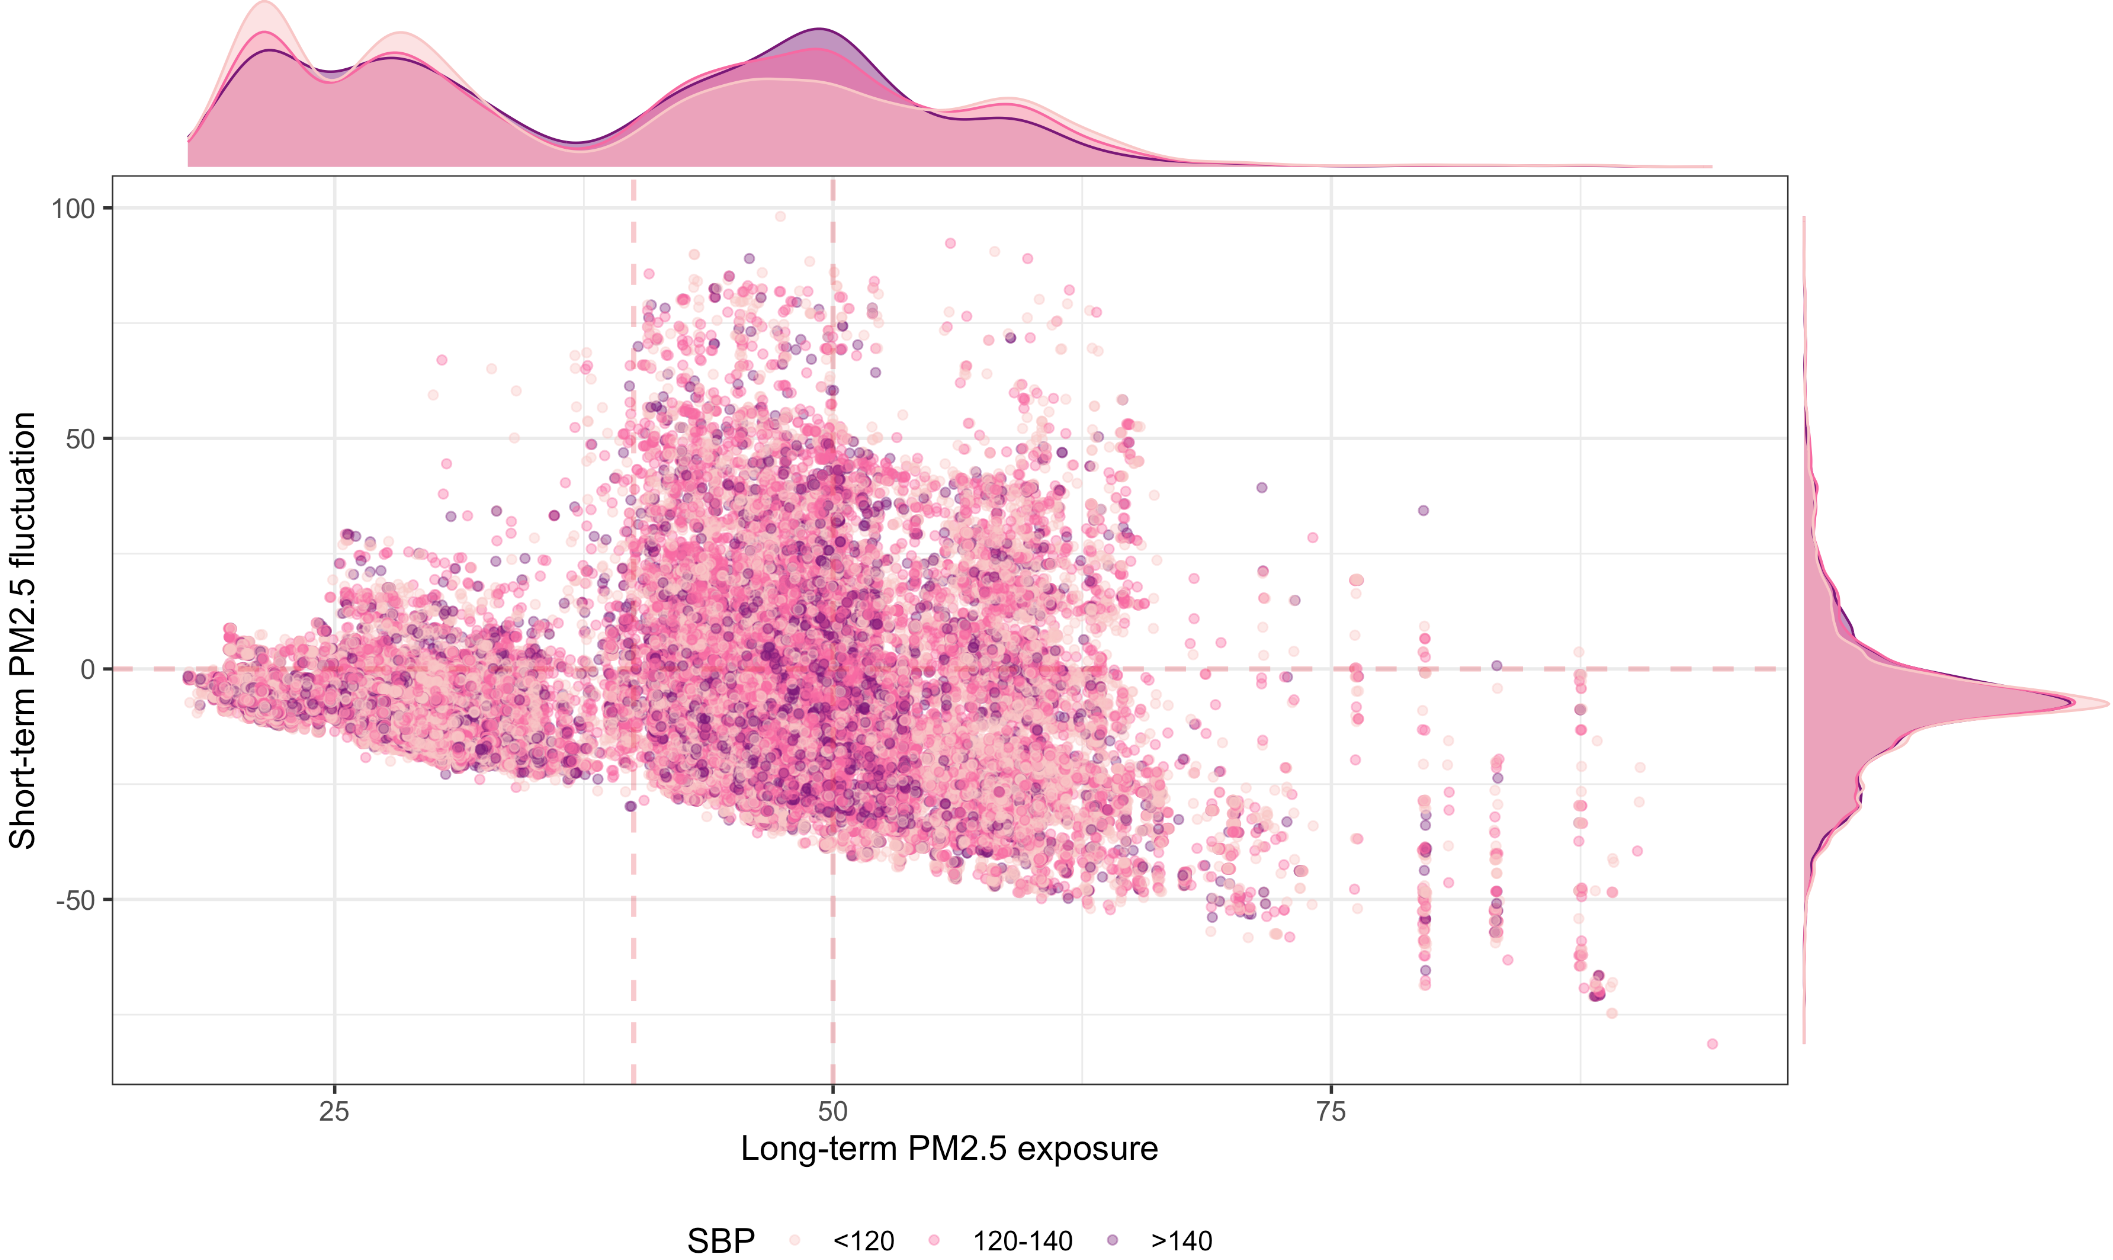 100
50
0
-50
Short-term PM2.5 fluctuation
25 50 75
Long-term PM2.5 exposure
SBP <120 120-140 >140